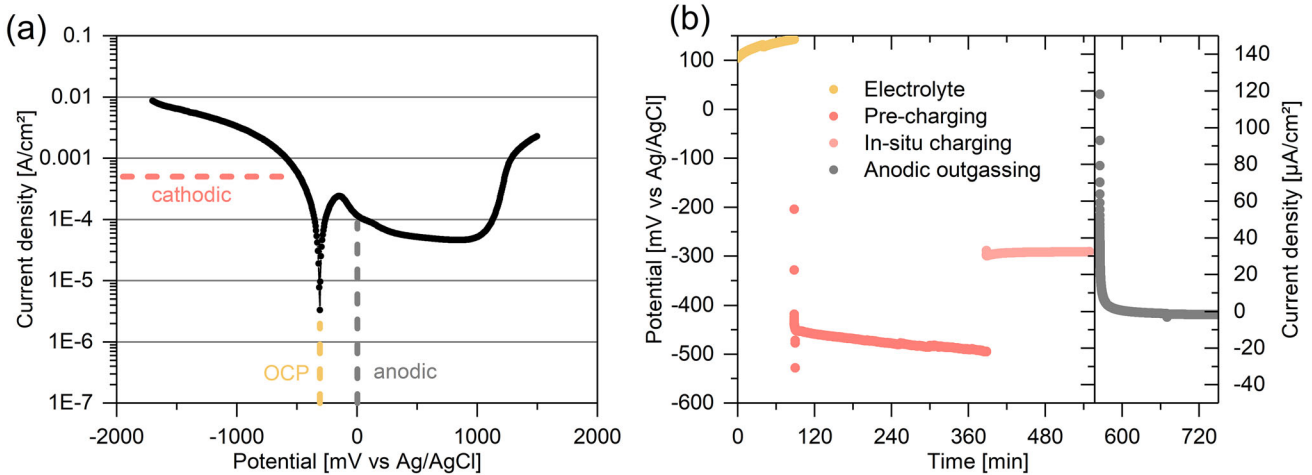 (a)
Current density [A/cm²]
0.1
0.01
0.001
1E-4
1E-5
1E-6
1E-7
cathodic
OCP
anodic
-2000 -1000 0 1000 2000
Potential [mV vs Ag/AgCl]
(b)
Potential [mV vs Ag/AgCl]
100
0
-100
-200
-300
-400
-500
-600
Electrolyte
Pre-charging
In-situ charging
Anodic outgassing
0 120 240 360 480 600 720
Time [min]
140
120
100
80
60
40
20
0
-20
-40
Current density [µA/cm²]